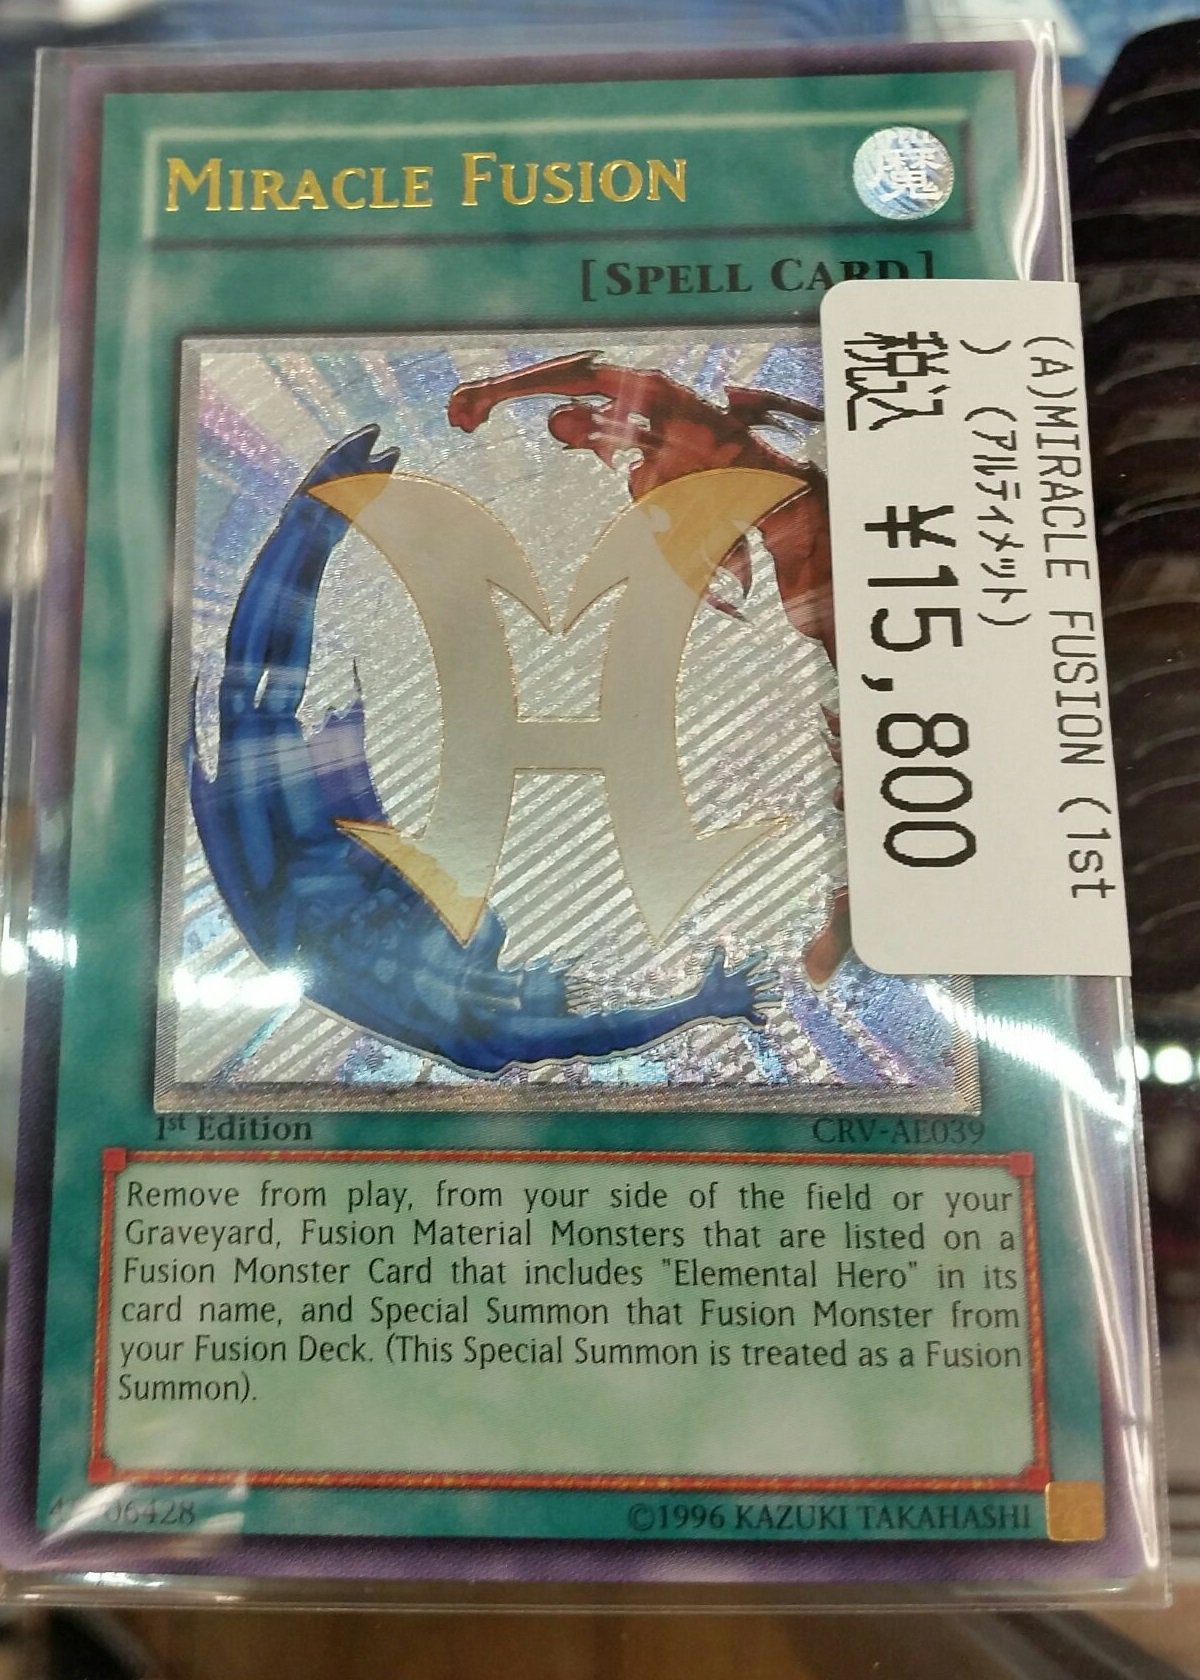 MIRACLE FUSION
魔
[SPELL CARD]
(A)MIRACLE FUSION (1st
) (アルティメット)
税込 ¥15,800
1st Edition
CRV-AE039
Remove from play, from your side of the field or your
Graveyard, Fusion Material Monsters that are listed on a
Fusion Monster Card that includes "Elemental Hero" in its
card name, and Special Summon that Fusion Monster from
your Fusion Deck. (This Special Summon is treated as a Fusion
Summon).
06428
©1996 KAZUKI TAKAHASHI